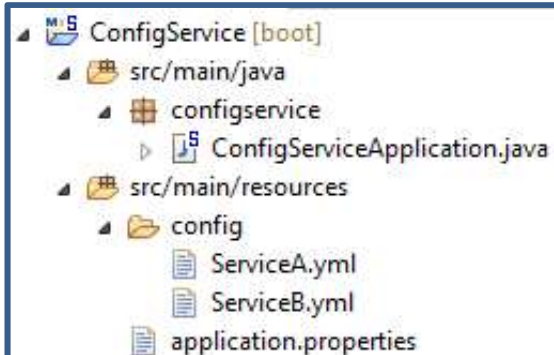 ConfigService [boot]
src/main/java
configservice
ConfigServiceApplication.java
src/main/resources
config
ServiceA.yml
ServiceB.yml
application.properties